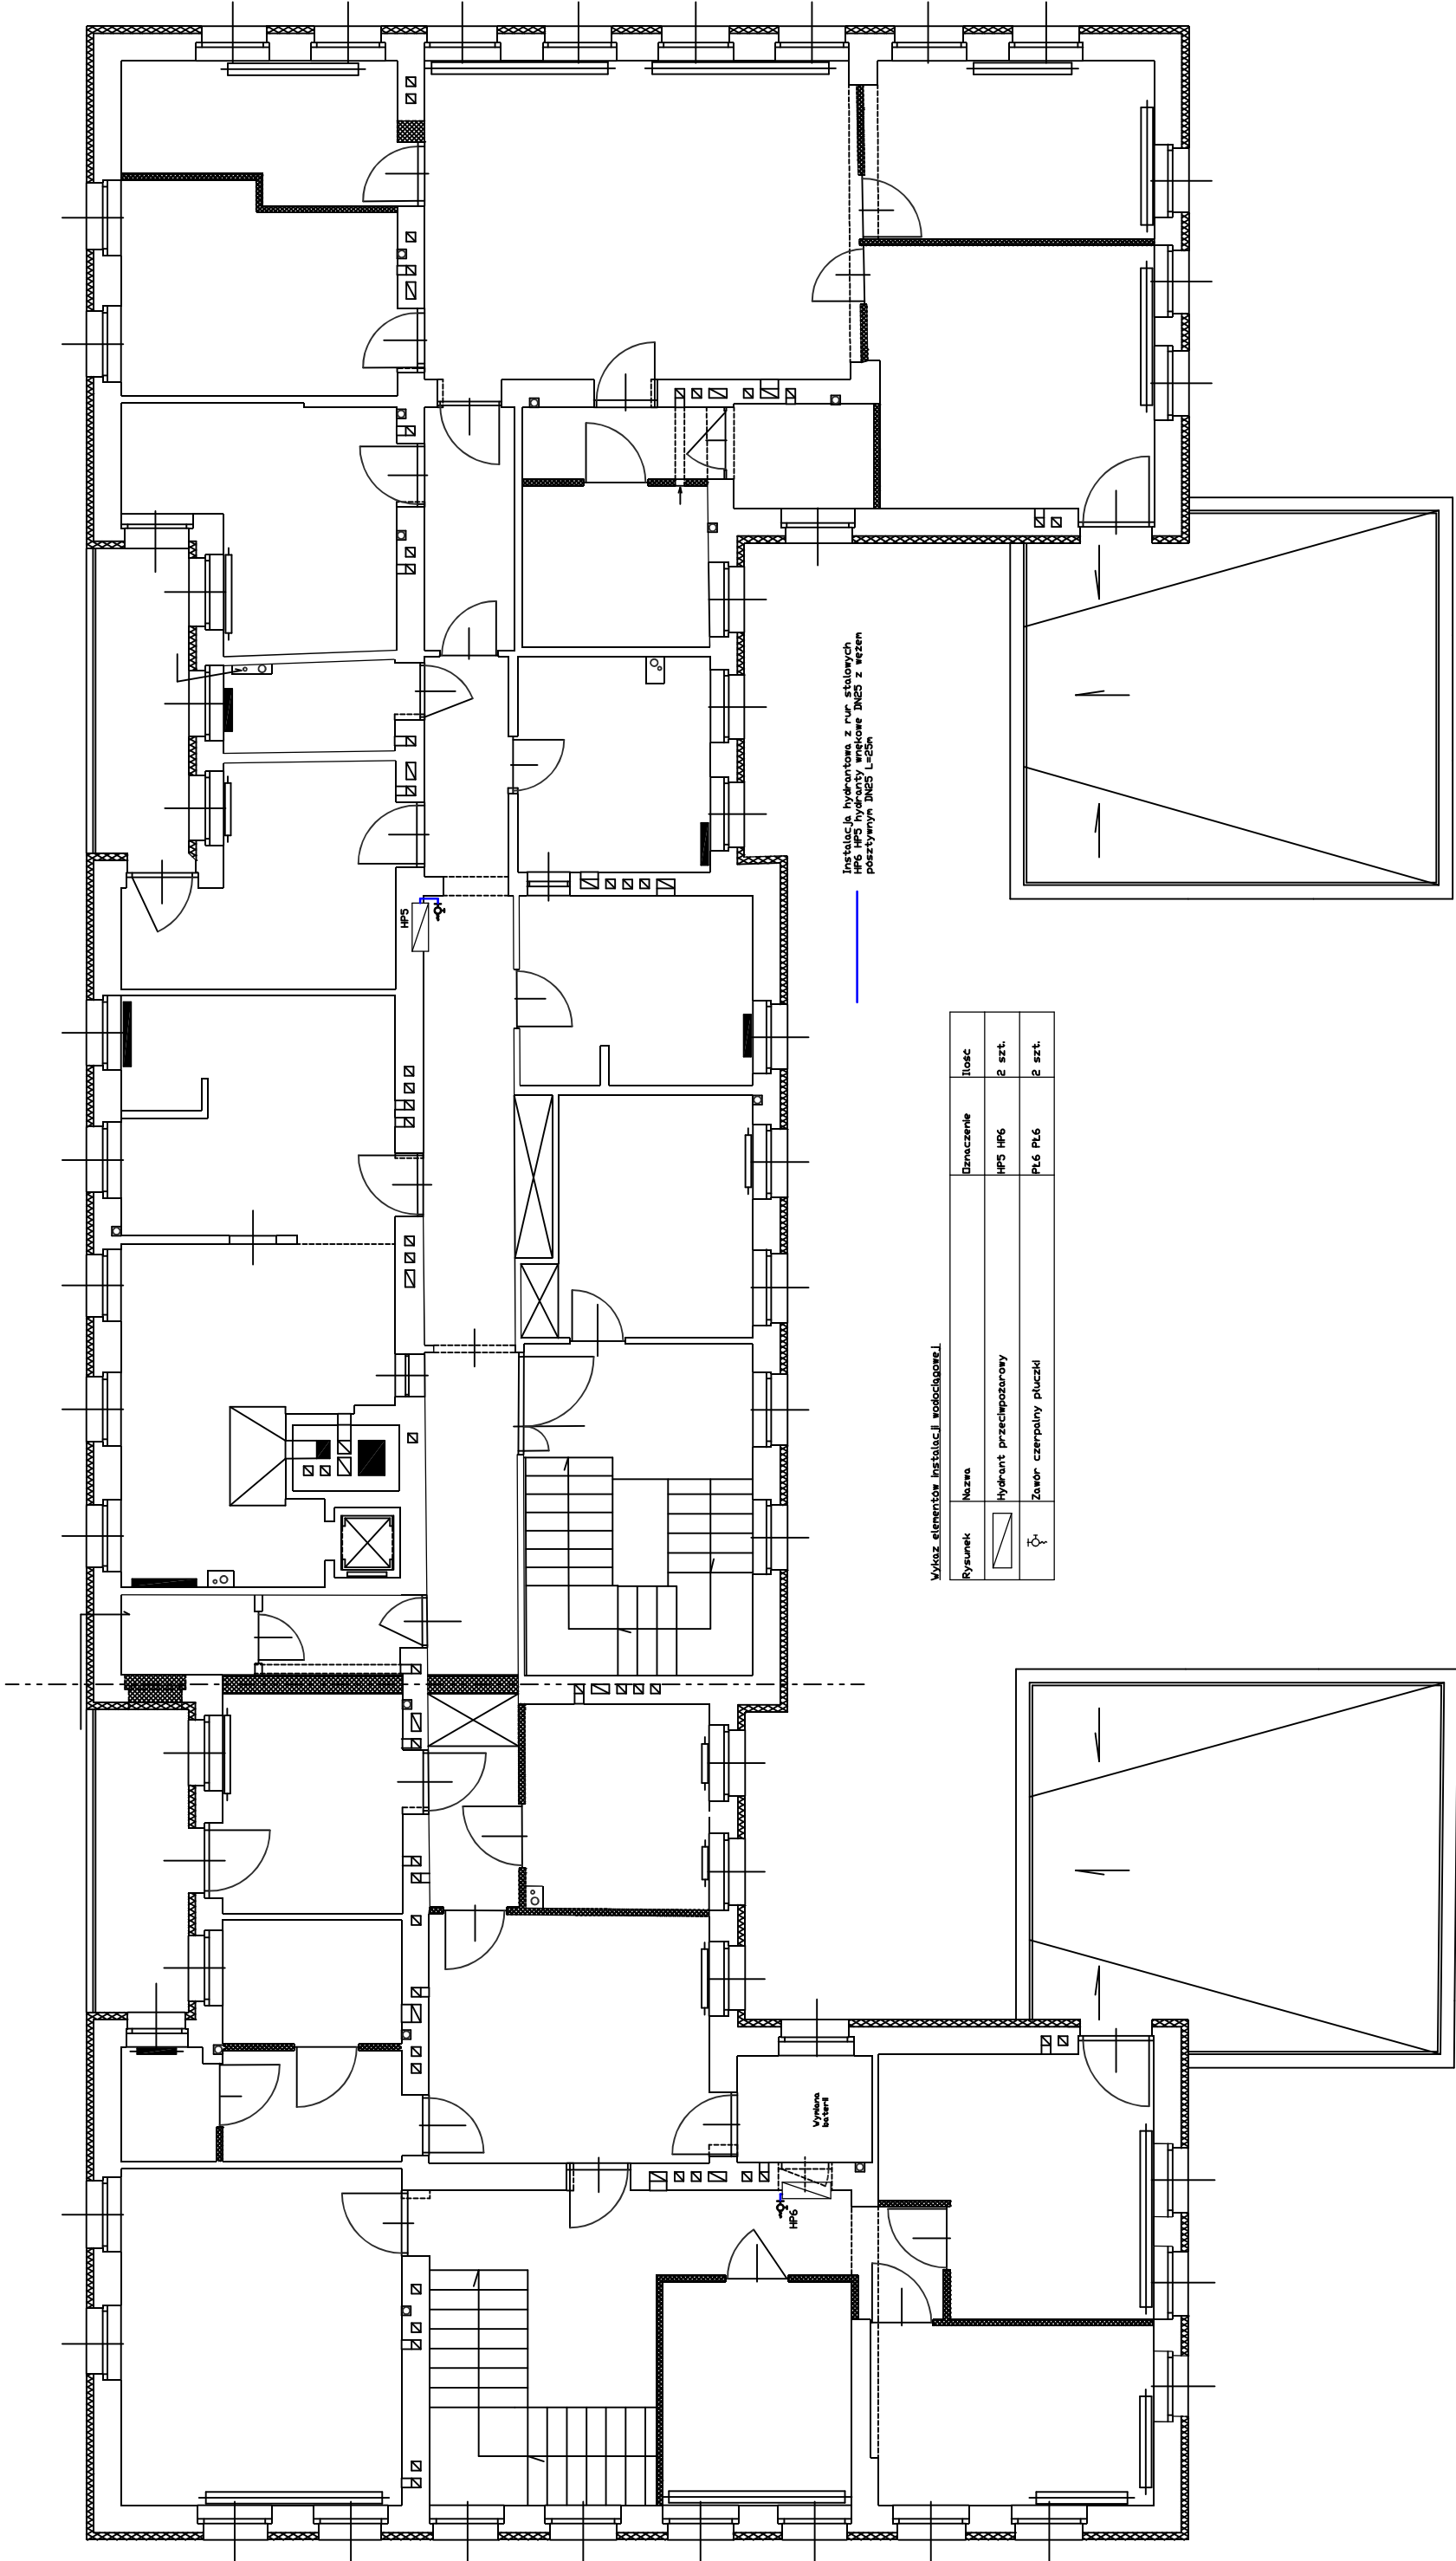 Instalacja hydrantowa z rur stalowych
HP6 HP5 hydranty wnękowe DN25 z wężem
pósztywnym DN25 L=25m
HP5
Wykaz elementów instalacji wodociągowej
Rysunek Nazwa Oznaczenie Ilość
Hydrant przeciwpożarowy HP5 HP6 2 szt.
Zawór czerpalny płuczki PŁ6 PŁ6 2 szt.
Wymiana
baterii
HP6